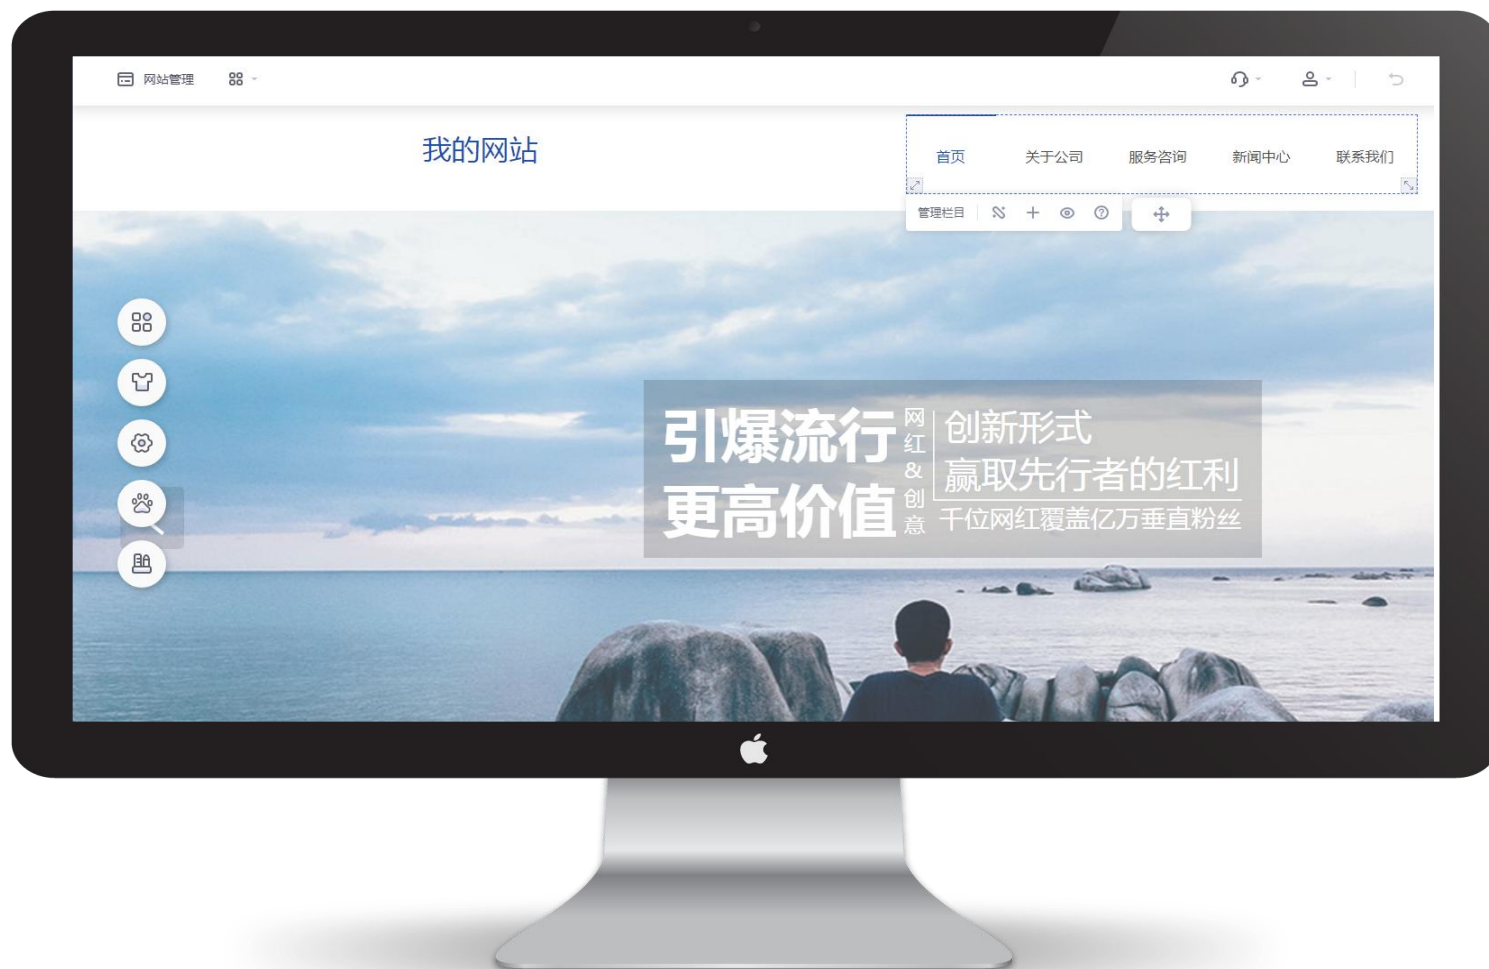 网站管理
我的网站
首页 关于公司 服务咨询 新闻中心 联系我们
管理栏目
引爆流行
更高价值
网红&创意
创新形式
赢取先行者的红利
千位网红覆盖亿万垂直粉丝